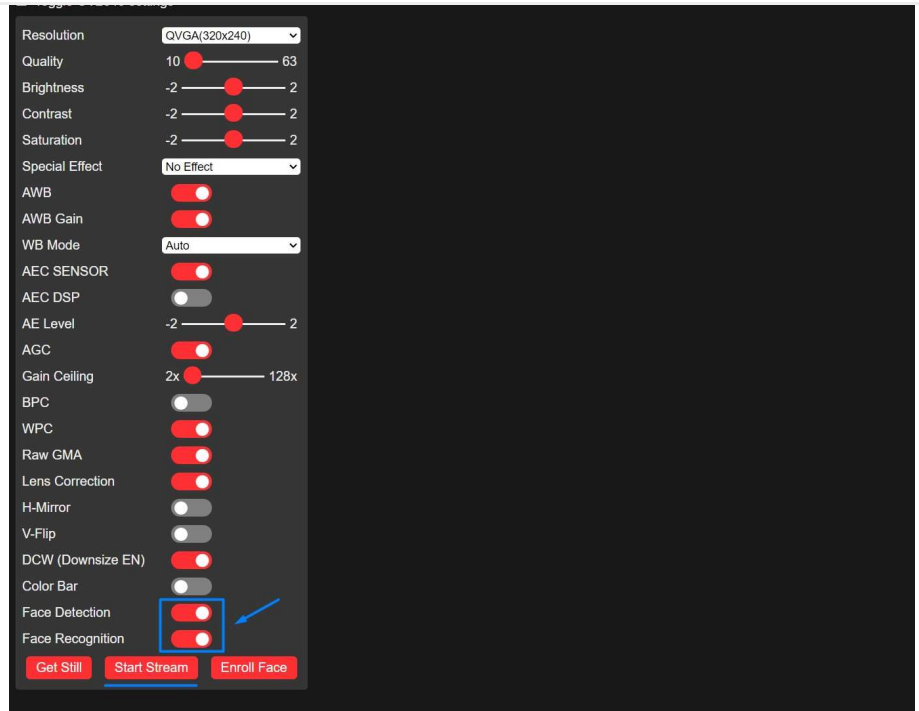 Resolution QVGA(320x240)
Quality 10 63
Brightness -2 2
Contrast -2 2
Saturation -2 2
Special Effect No Effect
AWB
AWB Gain
WB Mode Auto
AEC SENSOR
AEC DSP
AE Level -2 2
AGC
Gain Ceiling 2x 128x
BPC
WPC
Raw GMA
Lens Correction
H-Mirror
V-Flip
DCW (Downsize EN)
Color Bar
Face Detection
Face Recognition
Get Still Start Stream Enroll Face